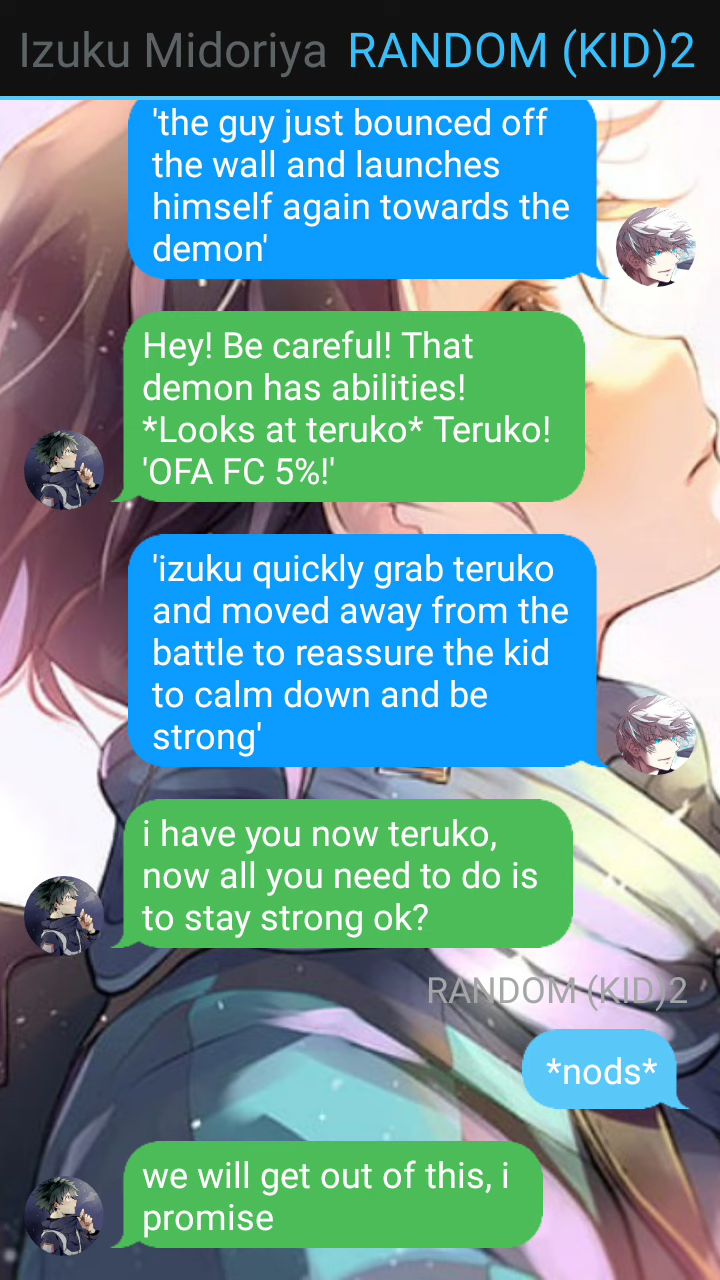 Izuku Midoriya RANDOM (KID)2
'the guy just bounced off
the wall and launches
himself again towards the
demon'
Hey! Be careful! That
demon has abilities!
*Looks at teruko* Teruko!
'OFA FC 5%!'
'izuku quickly grab teruko
and moved away from the
battle to reassure the kid
to calm down and be
strong'
i have you now teruko,
now all you need to do is
to stay strong ok?
RANDOM (KID)2
*nods*
we will get out of this, i
promise